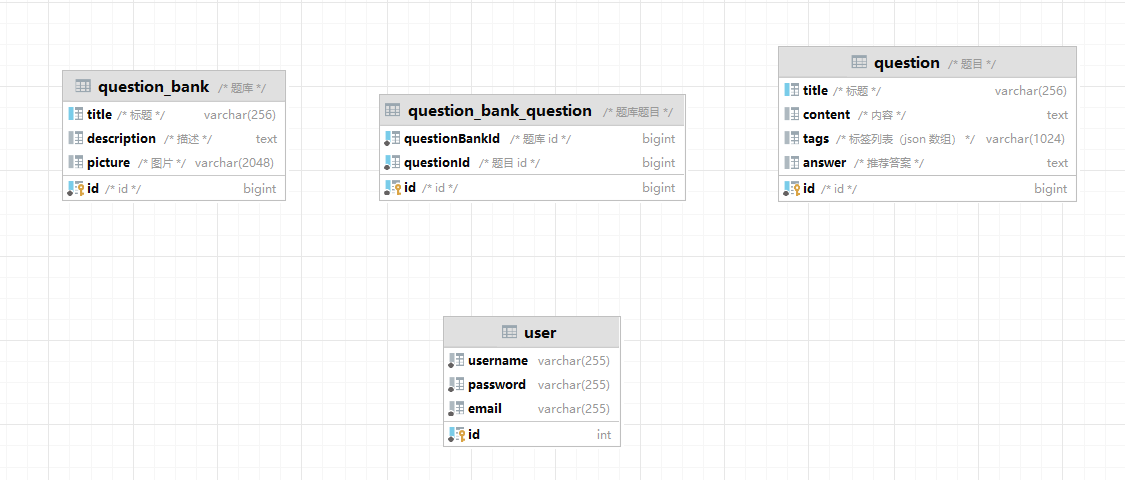 question_bank /* 题库 */
title /* 标题 */ varchar(256)
description /* 描述 */ text
picture /* 图片 */ varchar(2048)
id /* id */ bigint
question_bank_question /* 题库题目 */
questionBankId /* 题库 id */ bigint
questionId /* 题目 id */ bigint
id /* id */ bigint
question /* 题目 */
title /* 标题 */ varchar(256)
content /* 内容 */ text
tags /* 标签列表（json 数组） */ varchar(1024)
answer /* 推荐答案 */ text
id /* id */ bigint
user
username varchar(255)
password varchar(255)
email varchar(255)
id int